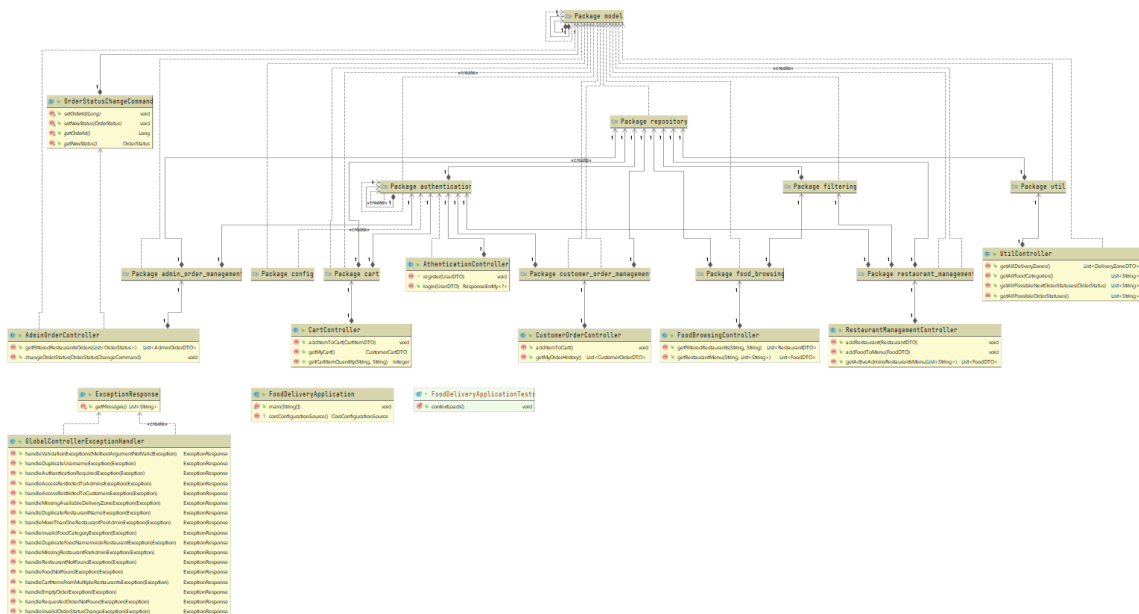 Package model
OrderStatusChangeCommand
setOrderId(Long) void
setNewStatus(OrderStatus) void
getOrderId() Long
getNewStatus() OrderStatus
Package repository
Package authentication
Package filtering
Package util
Package admin_order_management
Package config
Package cart
AthenticationController
register(UserDTO) void
login(UserDTO) ResponseEntity<?>
Package customer_order_management
Package food_browsing
Package restaurant_management
UtilController
getAllDeliveryZones() List<DeliveryZoneDTO>
getAllFoodCategories() List<String>
getAllPossibleNextOrderStatuses(OrderStatus) List<String>
getAllPossibleOrderStatuses() List<String>
AdminOrderController
getFilteredRestaurantsOrders(List<OrderStatus>) List<AdminOrderDTO>
changeOrderStatus(OrderStatusChangeCommand) void
CartController
addItemToCart(CartItemDTO) void
getMyCart() CustomerCartDTO
getCartItemQuantity(String, String) Integer
CustomerOrderController
addItemToCart() void
getMyOrderHistory() List<CustomerOrderDTO>
FoodBrowsingController
getFilteredRestaurants(String, String) List<RestaurantDTO>
getRestaurantMenu(String, List<String>) List<FoodDTO>
RestaurantManagementController
addRestaurant(RestaurantDTO) void
addFoodToMenu(FoodDTO) void
getActiveAdminsRestaurantsMenu(List<String>) List<FoodDTO>
ExceptionResponse
getMessages() List<String>
FoodDeliveryApplication
main(String[]) void
corsConfigurationSource() CorsConfigurationSource
FoodDeliveryApplicationTests
contextLoads() void
«create»
GlobalControllerExceptionHandler
handleValidationExceptions(MethodArgumentNotValidException) ExceptionResponse
handleDuplicateUsernameException(Exception) ExceptionResponse
handleAuthenticationRequiredException(Exception) ExceptionResponse
handleAccessRestrictedToAdminsException(Exception) ExceptionResponse
handleAccessRestrictedToCustomersException(Exception) ExceptionResponse
handleMissingAvailableDeliveryZoneException(Exception) ExceptionResponse
handleDuplicateRestaurantNameException(Exception) ExceptionResponse
handleMoreThanOneRestaurantPerAdminException(Exception) ExceptionResponse
handleInvalidFoodCategoryException(Exception) ExceptionResponse
handleDuplicateFoodNameInsideRestaurantException(Exception) ExceptionResponse
handleMissingRestaurantForAdminException(Exception) ExceptionResponse
handleRestaurantNotFoundException(Exception) ExceptionResponse
handleFoodNotFoundException(Exception) ExceptionResponse
handleCartItemsFromMultipleRestaurantsException(Exception) ExceptionResponse
handleEmptyOrderException(Exception) ExceptionResponse
handleRequestedOrderNotFoundException(Exception) ExceptionResponse
handleInvalidOrderStatusChangeException(Exception) ExceptionResponse